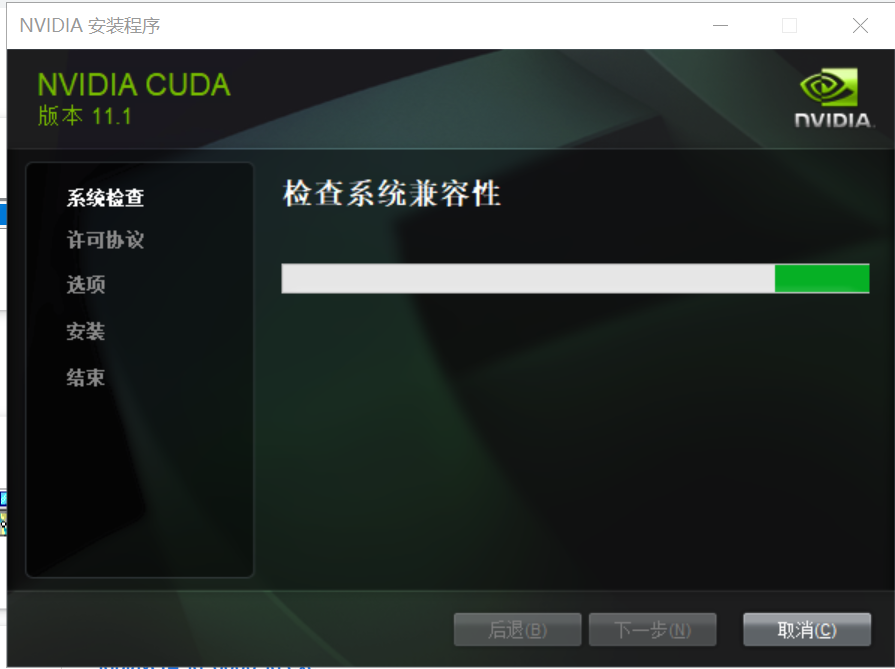 NVIDIA 安装程序
NVIDIA CUDA
版本 11.1
NVIDIA.
系统检查
许可协议
选项
安装
结束
检查系统兼容性
后退(B)
下一步(N)
取消(C)